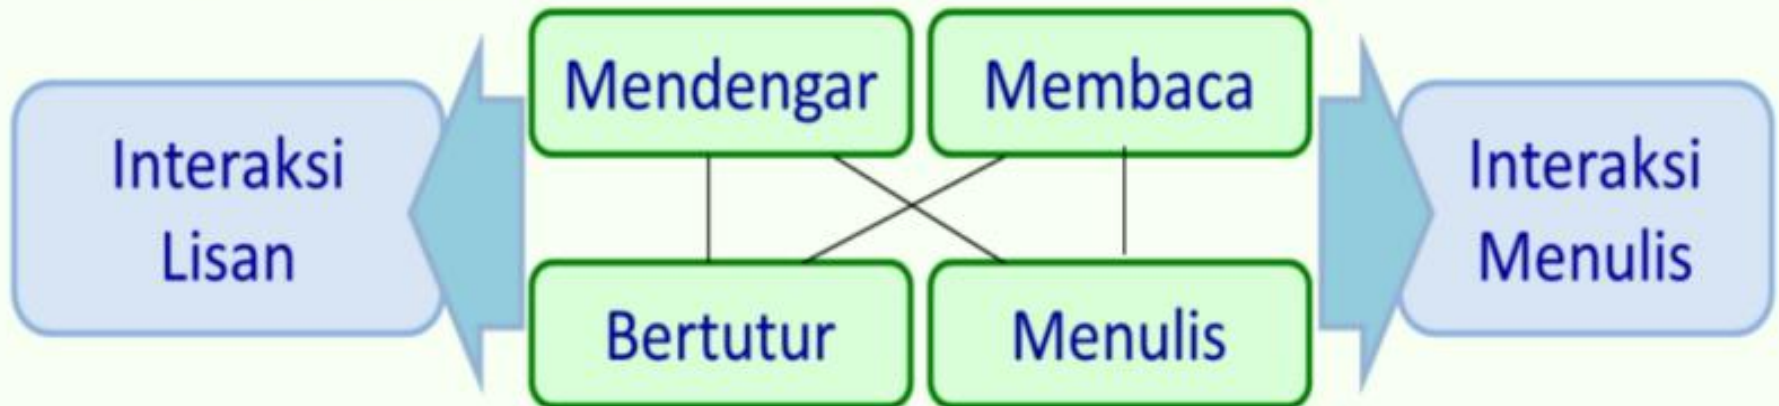 Mendengar
Membaca
Interaksi
Lisan
Interaksi
Menulis
Bertutur
Menulis